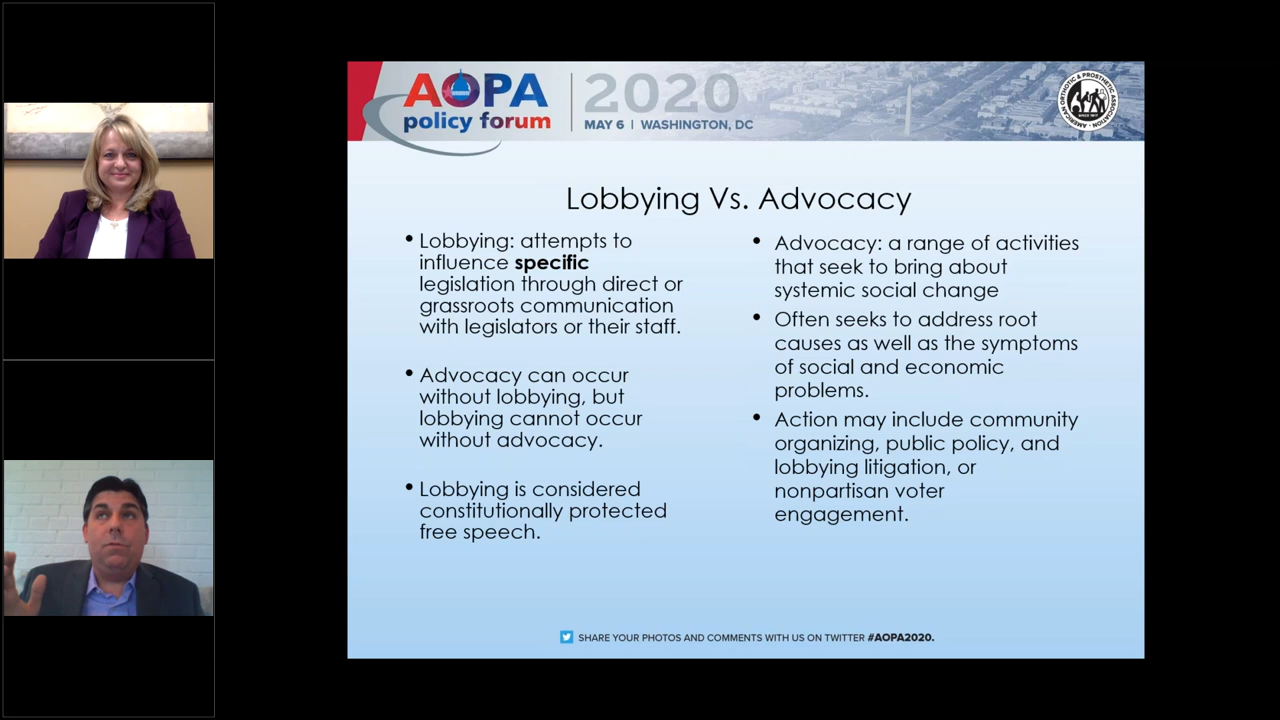 AOPA
policy forum
2020
MAY 6 | WASHINGTON, DC
AMERICAN ORTHOTIC & PROSTHETIC ASSOCIATION
Lobbying Vs. Advocacy
• Lobbying: attempts to
influence specific
legislation through direct or
grassroots communication
with legislators or their staff.
• Advocacy can occur
without lobbying, but
lobbying cannot occur
without advocacy.
• Lobbying is considered
constitutionally protected
free speech.
• Advocacy: a range of activities
that seek to bring about
systemic social change
• Often seeks to address root
causes as well as the symptoms
of social and economic
problems.
• Action may include community
organizing, public policy, and
lobbying litigation, or
nonpartisan voter
engagement.
SHARE YOUR PHOTOS AND COMMENTS WITH US ON TWITTER #AOPA2020.